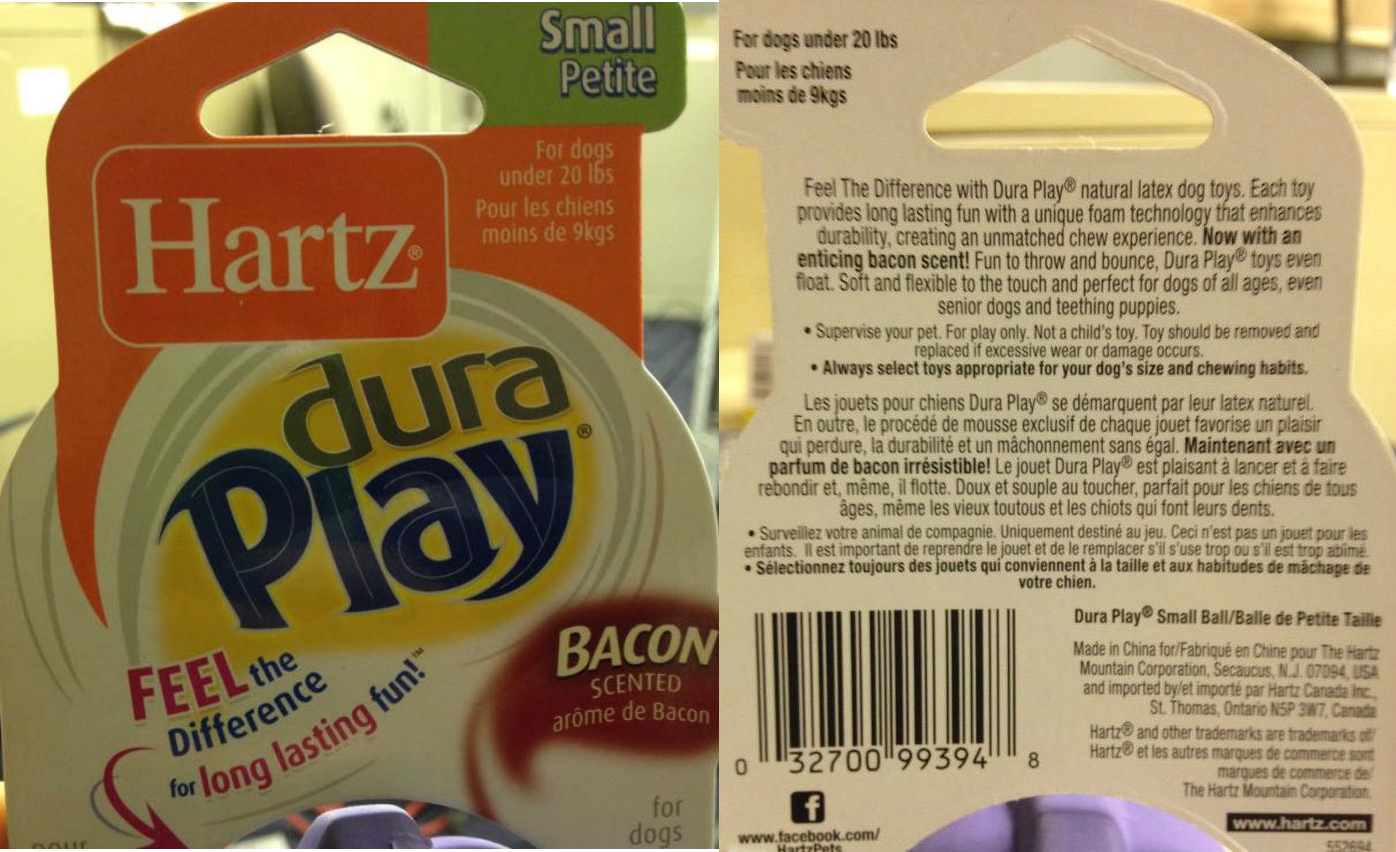 Small
Petite
For dogs
under 20 lbs
Pour les chiens
moins de 9kgs
Hartz®
dura
Play®
FEEL the
Difference
for long lasting fun!™
BACON
SCENTED
arôme de Bacon
for
dogs
pour
For dogs under 20 lbs
Pour les chiens
moins de 9kgs
Feel The Difference with Dura Play® natural latex dog toys. Each toy
provides long lasting fun with a unique foam technology that enhances
durability, creating an unmatched chew experience. Now with an
enticing bacon scent! Fun to throw and bounce, Dura Play® toys even
float. Soft and flexible to the touch and perfect for dogs of all ages, even
senior dogs and teething puppies.
• Supervise your pet. For play only. Not a child's toy. Toy should be removed and
replaced if excessive wear or damage occurs.
• Always select toys appropriate for your dog's size and chewing habits.
Les jouets pour chiens Dura Play® se démarquent par leur latex naturel.
En outre, le procédé de mousse exclusif de chaque jouet favorise un plaisir
qui perdure, la durabilité et un mâchonnement sans égal. Maintenant avec un
parfum de bacon irrésistible! Le jouet Dura Play® est plaisant à lancer et à faire
rebondir et, même, il flotte. Doux et souple au toucher, parfait pour les chiens de tous
âges, même les vieux toutous et les chiots qui font leurs dents.
• Surveillez votre animal de compagnie. Uniquement destiné au jeu. Ceci n'est pas un jouet pour les
enfants. Il est important de reprendre le jouet et de le remplacer s'il s'use trop ou s'il est trop abîmé.
• Sélectionnez toujours des jouets qui conviennent à la taille et aux habitudes de mâchage de
votre chien.
Dura Play® Small Ball/Balle de Petite Taille
Made in China for/Fabriqué en Chine pour The Hartz
Mountain Corporation, Secaucus, N.J. 07094, USA
and imported by/et importé par Hartz Canada Inc.,
St. Thomas, Ontario N5P 3W7, Canada
Hartz® and other trademarks are trademarks of/
Hartz® et les autres marques de commerce sont
marques de commerce de/
The Hartz Mountain Corporation.
0 32700 99394 8
f
www.facebook.com/
HartzPets
www.hartz.com
552694